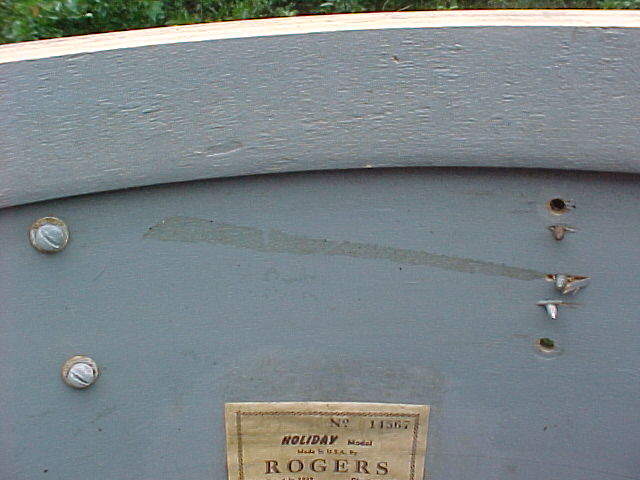 Nº 14567
HOLIDAY Model
Made in U.S.A. by
ROGERS